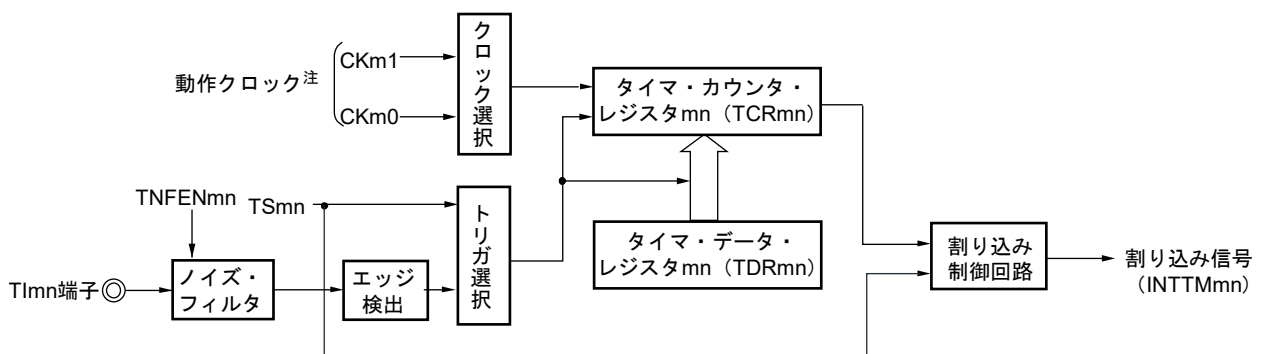 動作クロック注
CKm1
CKm0
クロック選択
タイマ・カウンタ・
レジスタmn（TCRmn）
TNFENmn
TSmn
トリガ選択
タイマ・データ・
レジスタmn（TDRmn）
TImn端子
ノイズ・
フィルタ
エッジ
検出
割り込み
制御回路
割り込み信号
（INTTMmn）